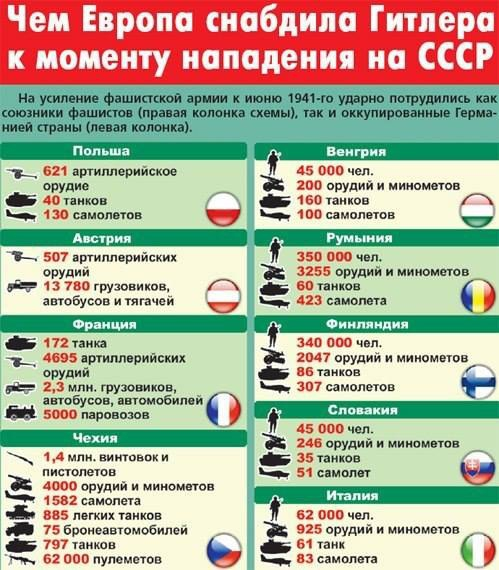 Чем Европа снабдила Гитлера
к моменту нападения на СССР
На усиление фашистской армии к июню 1941-го ударно потрудились как
союзники фашистов (правая колонка схемы), так и оккупированные Герма-
нией страны (левая колонка).
Польша
621 артиллерийское
орудие
40 танков
130 самолетов
Австрия
507 артиллерийских
орудий
13 780 грузовиков,
автобусов и тягачей
Франция
172 танка
4695 артиллерийских
орудий
2,3 млн. грузовиков,
автобусов, автомобилей
5000 паровозов
Чехия
1,4 млн. винтовок и
пистолетов
4000 орудий и минометов
1582 самолета
885 легких танков
75 бронеавтомобилей
797 танков
62 000 пулеметов
Венгрия
45 000 чел.
200 орудий и минометов
160 танков
100 самолетов
Румыния
350 000 чел.
3255 орудий и минометов
60 танков
423 самолета
Финляндия
340 000 чел.
2047 орудий и минометов
86 танков
307 самолетов
Словакия
45 000 чел.
246 орудий и минометов
35 танков
51 самолет
Италия
62 000 чел.
925 орудий и минометов
61 танк
83 самолета